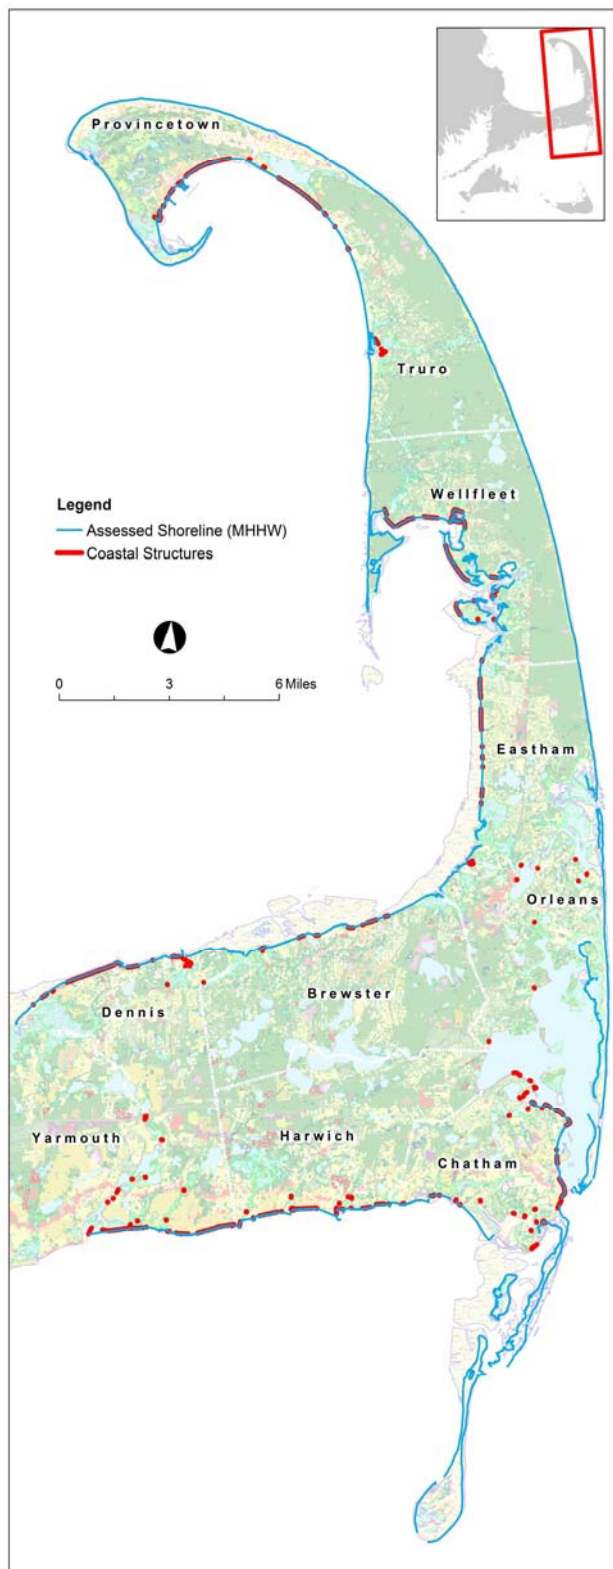 Provincetown
Truro
Wellfleet
Legend
Assessed Shoreline (MHHW)
Coastal Structures
0 3 6 Miles
Eastham
Orleans
Brewster
Dennis
Yarmouth
Harwich
Chatham